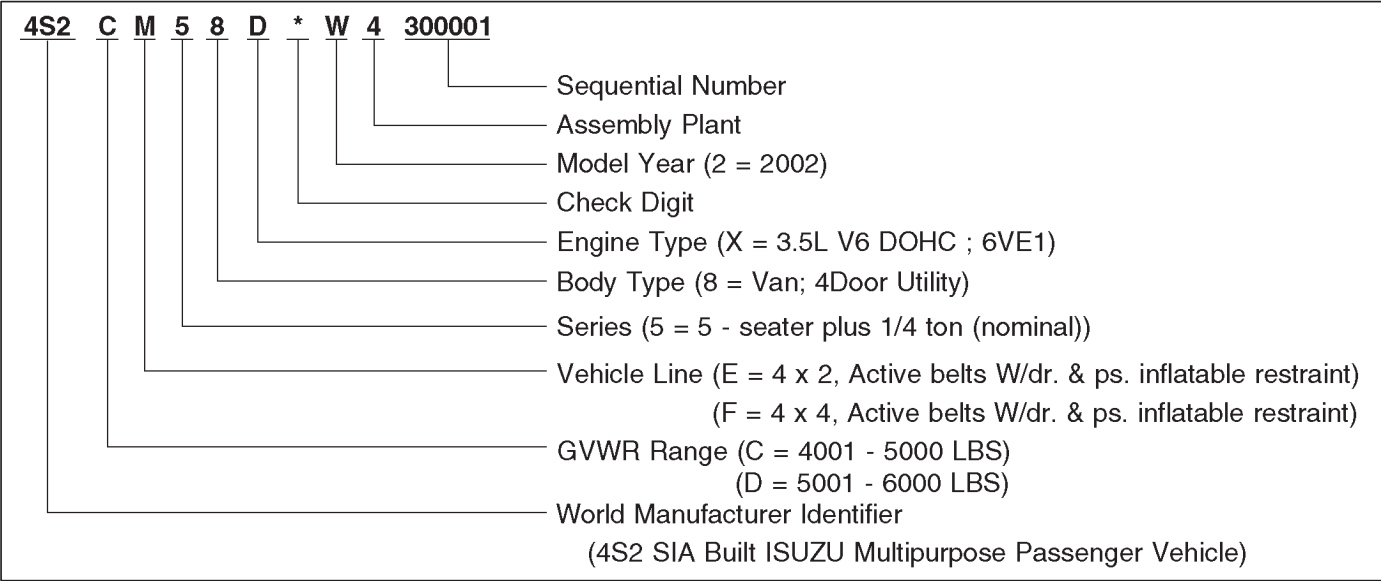 4S2 C M 5 8 D * W 4 300001
Sequential Number
Assembly Plant
Model Year (2 = 2002)
Check Digit
Engine Type (X = 3.5L V6 DOHC ; 6VE1)
Body Type (8 = Van; 4Door Utility)
Series (5 = 5 - seater plus 1/4 ton (nominal))
Vehicle Line (E = 4 x 2, Active belts W/dr. & ps. inflatable restraint)
(F = 4 x 4, Active belts W/dr. & ps. inflatable restraint)
GVWR Range (C = 4001 - 5000 LBS)
(D = 5001 - 6000 LBS)
World Manufacturer Identifier
(4S2 SIA Built ISUZU Multipurpose Passenger Vehicle)